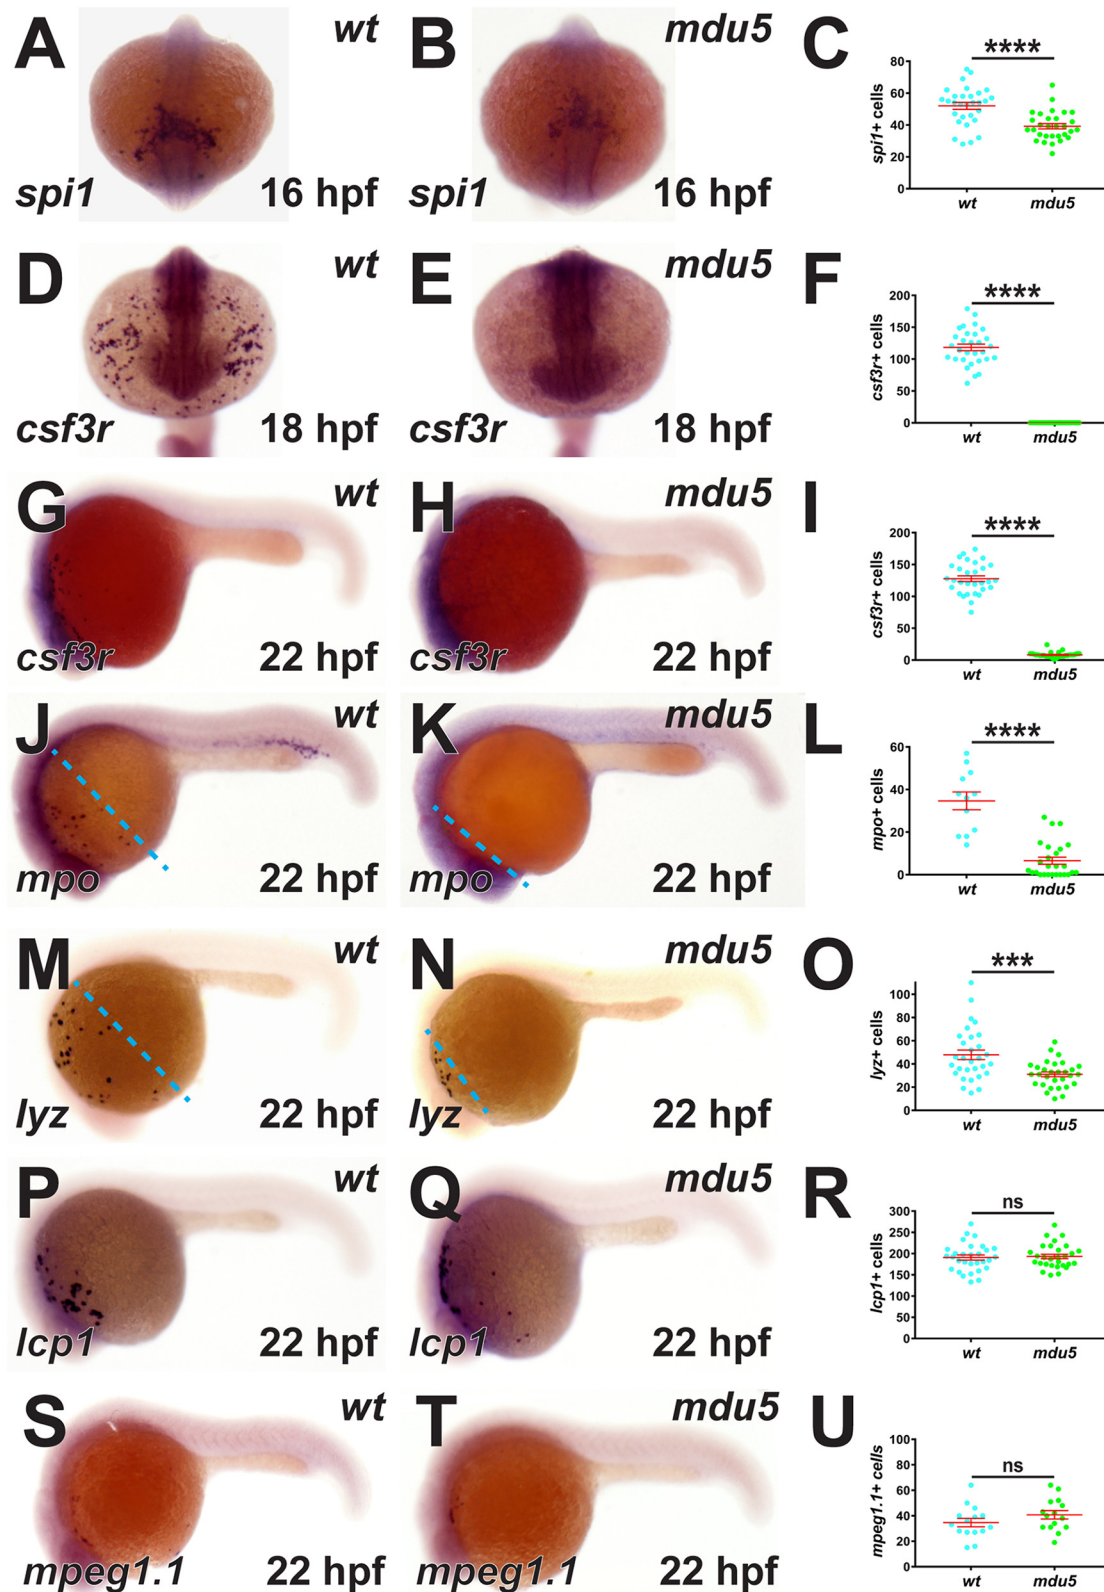 A wt
B mdu5
C ****
spi1 16 hpf
spi1 16 hpf
spi1+ cells
80
60
40
20
0
wt mdu5
D wt
E mdu5
F ****
csf3r 18 hpf
csf3r 18 hpf
csf3r+ cells
200
150
100
50
0
wt mdu5
G wt
H mdu5
I ****
csf3r 22 hpf
csf3r 22 hpf
csf3r+ cells
200
150
100
50
0
wt mdu5
J wt
K mdu5
L ****
mpo 22 hpf
mpo 22 hpf
mpo+ cells
60
40
20
0
wt mdu5
M wt
N mdu5
O ***
lyz 22 hpf
lyz 22 hpf
lyz+ cells
100
80
60
40
20
0
wt mdu5
P wt
Q mdu5
R ns
lcp1 22 hpf
lcp1 22 hpf
lcp1+ cells
300
250
200
150
100
50
0
wt mdu5
S wt
T mdu5
U ns
mpeg1.1 22 hpf
mpeg1.1 22 hpf
mpeg1.1+ cells
100
80
60
40
20
0
wt mdu5